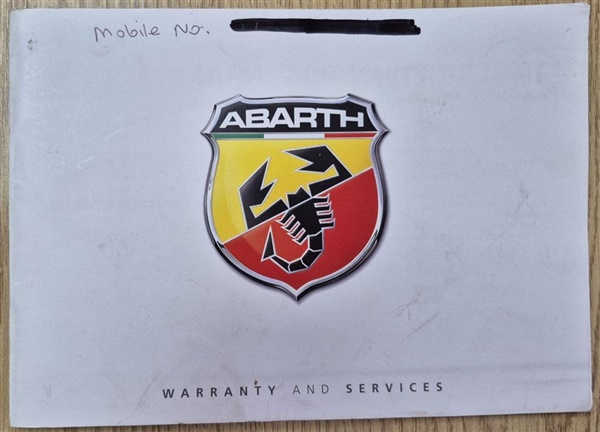 Mobile No.
ABARTH
WARRANTY AND SERVICES